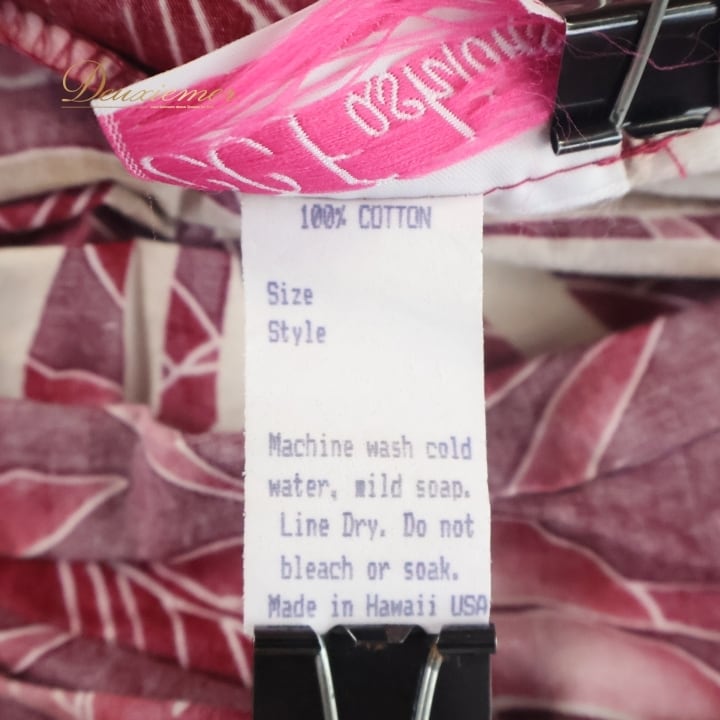 Deuxiemer
100% COTTON
Size
Style
Machine wash cold
water, mild soap.
Line Dry. Do not
bleach or soak.
Made in Hawaii USA